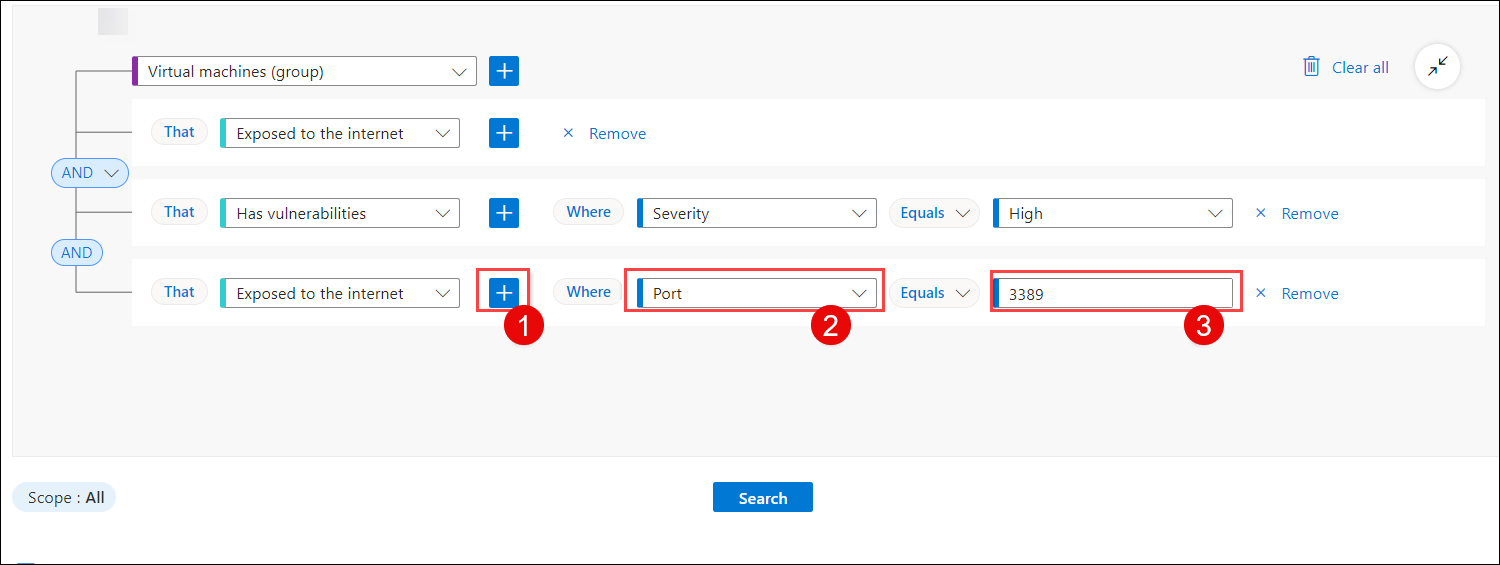 Virtual machines (group)
Clear all
That Exposed to the internet Remove
AND
That Has vulnerabilities Where Severity Equals High Remove
AND
That Exposed to the internet Where Port Equals 3389 Remove
1 2 3
Scope : All
Search